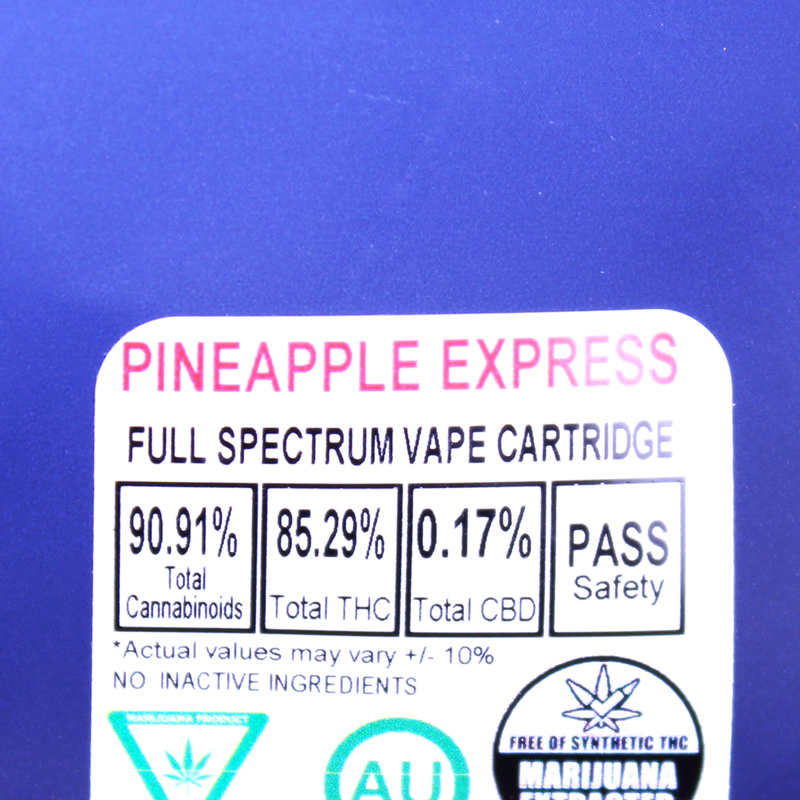 PINEAPPLE EXPRESS
FULL SPECTRUM VAPE CARTRIDGE
90.91% 85.29% 0.17% PASS
Total Cannabinoids Total THC Total CBD Safety
*Actual values may vary +/- 10%
NO INACTIVE INGREDIENTS
MARIJUANA PRODUCT
AU
FREE OF SYNTHETIC THC
MARIJUANA
EXTRACTED